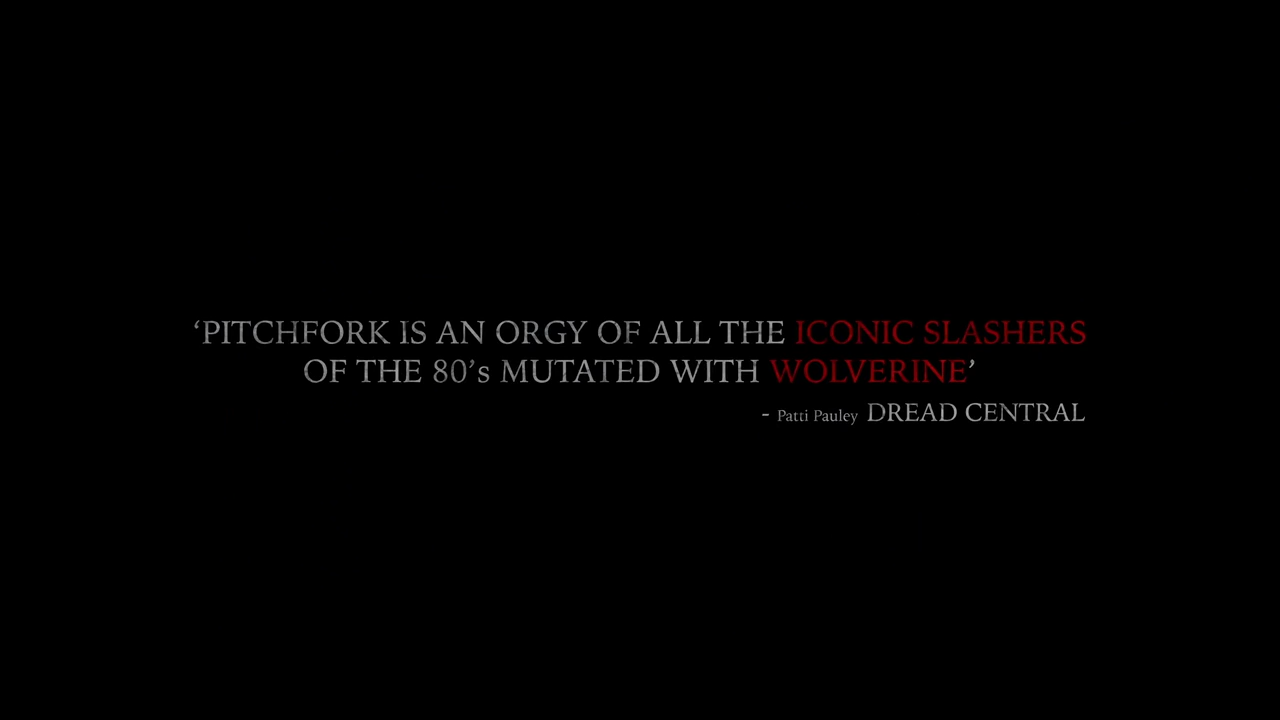 ‘PITCHFORK IS AN ORGY OF ALL THE ICONIC SLASHERS
OF THE 80’s MUTATED WITH WOLVERINE’
- Patti Pauley DREAD CENTRAL